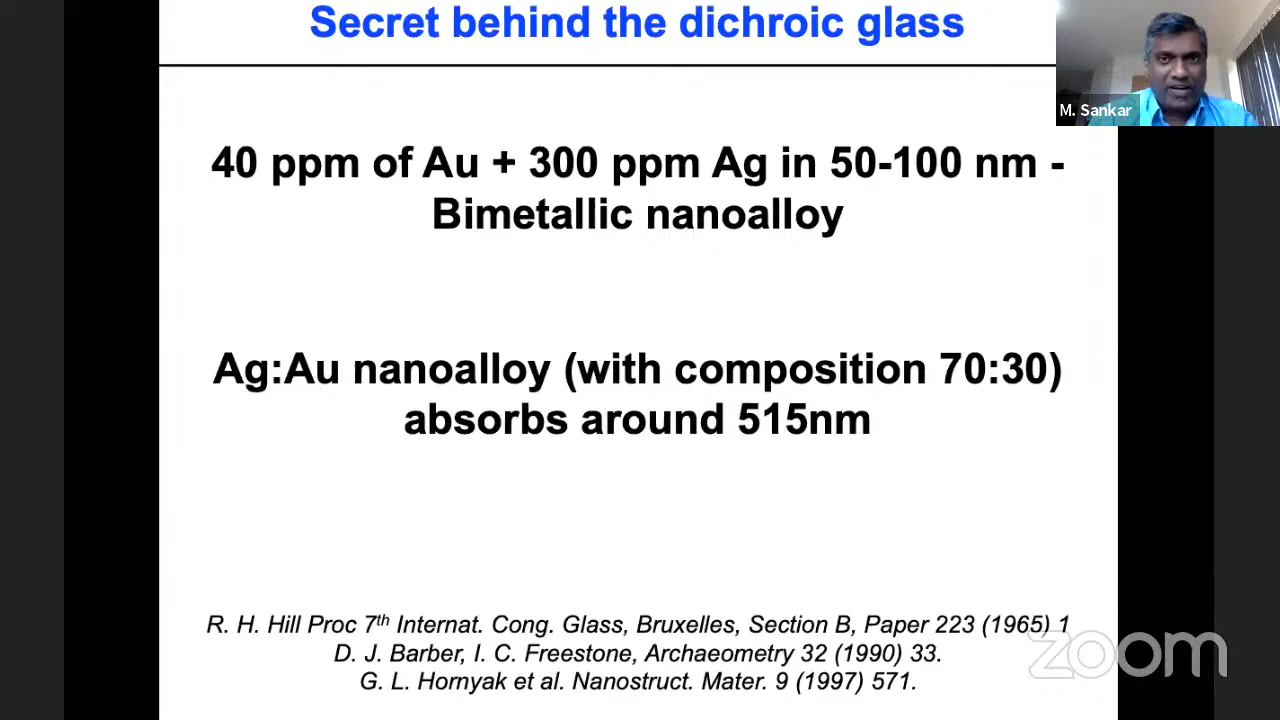 Secret behind the dichroic glass
M. Sankar
40 ppm of Au + 300 ppm Ag in 50-100 nm -
Bimetallic nanoalloy
Ag:Au nanoalloy (with composition 70:30)
absorbs around 515nm
R. H. Hill Proc 7th Internat. Cong. Glass, Bruxelles, Section B, Paper 223 (1965) 1
D. J. Barber, I. C. Freestone, Archaeometry 32 (1990) 33.
G. L. Hornyak et al. Nanostruct. Mater. 9 (1997) 571.
zoom